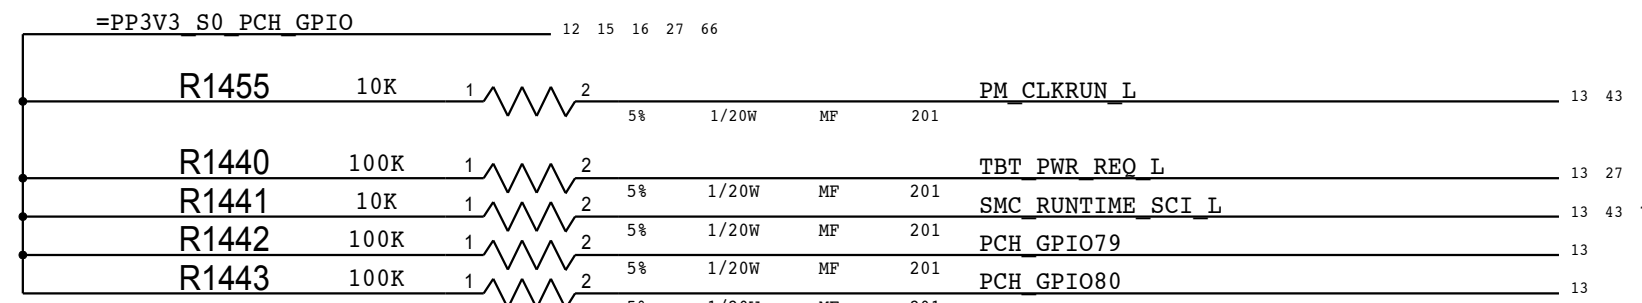 =PP3V3_S0_PCH_GPIO 12 15 16 27 66
R1455 10K 1 2 PM_CLKRUN_L 13 43
5% 1/20W MF 201
R1440 100K 1 2 TBT_PWR_REQ_L 13 27
5% 1/20W MF 201
R1441 10K 1 2 SMC_RUNTIME_SCI_L 13 43
5% 1/20W MF 201
R1442 100K 1 2 PCH_GPIO79 13
5% 1/20W MF 201
R1443 100K 1 2 PCH_GPIO80 13